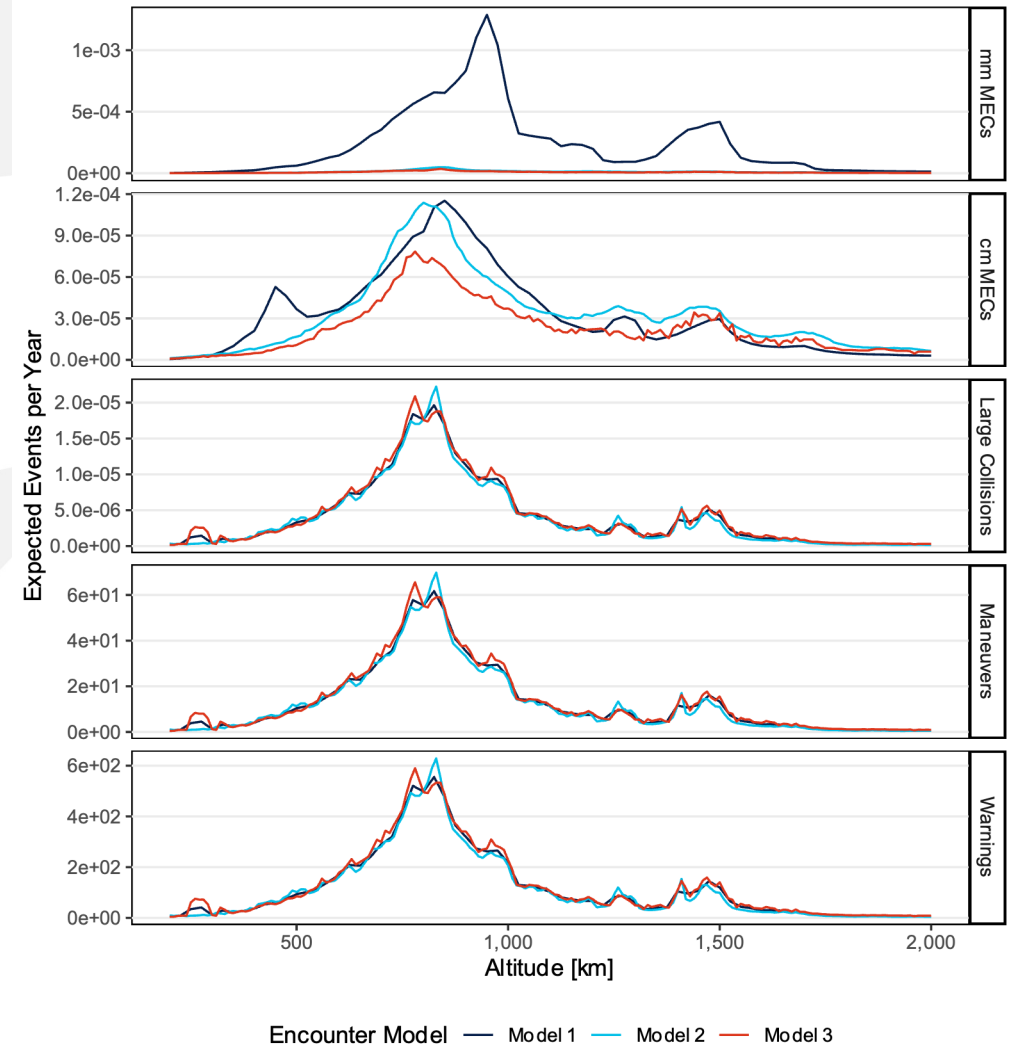 1e-03
5e-04
0e+00
mm MECs
1.2e-04
9.0e-05
6.0e-05
3.0e-05
0.0e+00
cm MECs
Expected Events per Year
2.0e-05
1.5e-05
1.0e-05
5.0e-06
0.0e+00
Large Collisions
6e+01
4e+01
2e+01
0e+00
Maneuvers
6e+02
4e+02
2e+02
0e+00
Warnings
500 1,000 1,500 2,000
Altitude [km]
Encounter Model Model 1 Model 2 Model 3